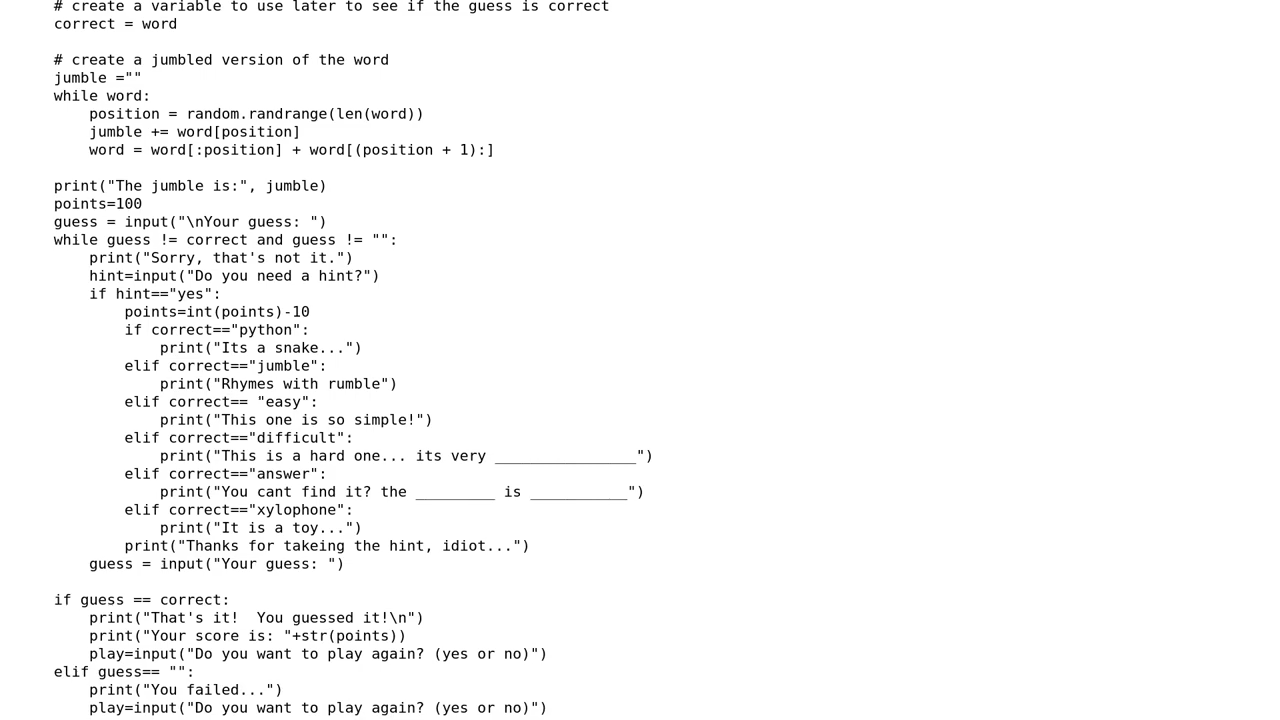 # create a variable to use later to see if the guess is correct
correct = word

# create a jumbled version of the word
jumble =""
while word:
    position = random.randrange(len(word))
    jumble += word[position]
    word = word[:position] + word[(position + 1):]

print("The jumble is:", jumble)
points=100
guess = input("\nYour guess: ")
while guess != correct and guess != "":
    print("Sorry, that's not it.")
    hint=input("Do you need a hint?")
    if hint=="yes":
        points=int(points)-10
        if correct=="python":
            print("Its a snake...")
        elif correct=="jumble":
            print("Rhymes with rumble")
        elif correct== "easy":
            print("This one is so simple!")
        elif correct=="difficult":
            print("This is a hard one... its very ________________")
        elif correct=="answer":
            print("You cant find it? the _________ is ___________")
        elif correct=="xylophone":
            print("It is a toy...")
        print("Thanks for takeing the hint, idiot...")
    guess = input("Your guess: ")

if guess == correct:
    print("That's it!  You guessed it!\n")
    print("Your score is: "+str(points))
    play=input("Do you want to play again? (yes or no)")
elif guess== "":
    print("You failed...")
    play=input("Do you want to play again? (yes or no)")